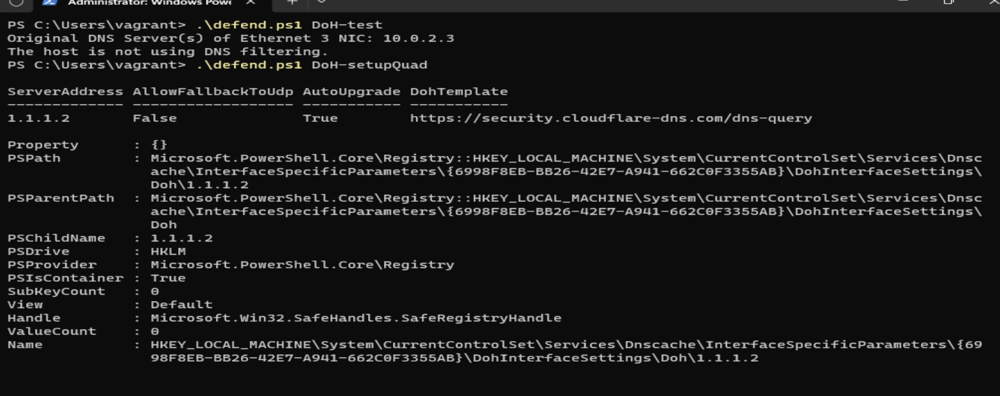 Administrator: Windows Powe
PS C:\Users\vagrant> .\defend.ps1 DoH-test
Original DNS Server(s) of Ethernet 3 NIC: 10.0.2.3
The host is not using DNS filtering.
PS C:\Users\vagrant> .\defend.ps1 DoH-setupQuad
ServerAddress AllowFallbackToUdp AutoUpgrade DohTemplate
------------- ------------------ ----------- -----------
1.1.1.2       False              True        https://security.cloudflare-dns.com/dns-query
Property      : {}
PSPath        : Microsoft.PowerShell.Core\Registry::HKEY_LOCAL_MACHINE\System\CurrentControlSet\Services\Dnsc
ache\InterfaceSpecificParameters\{6998F8EB-BB26-42E7-A941-662C0F3355AB}\DohInterfaceSettings\
Doh\1.1.1.2
PSParentPath  : Microsoft.PowerShell.Core\Registry::HKEY_LOCAL_MACHINE\System\CurrentControlSet\Services\Dnsc
ache\InterfaceSpecificParameters\{6998F8EB-BB26-42E7-A941-662C0F3355AB}\DohInterfaceSettings\
Doh
PSChildName   : 1.1.1.2
PSDrive       : HKLM
PSProvider    : Microsoft.PowerShell.Core\Registry
PSIsContainer : True
SubKeyCount   : 0
View          : Default
Handle        : Microsoft.Win32.SafeHandles.SafeRegistryHandle
ValueCount    : 0
Name          : HKEY_LOCAL_MACHINE\System\CurrentControlSet\Services\Dnscache\InterfaceSpecificParameters\{69
98F8EB-BB26-42E7-A941-662C0F3355AB}\DohInterfaceSettings\Doh\1.1.1.2